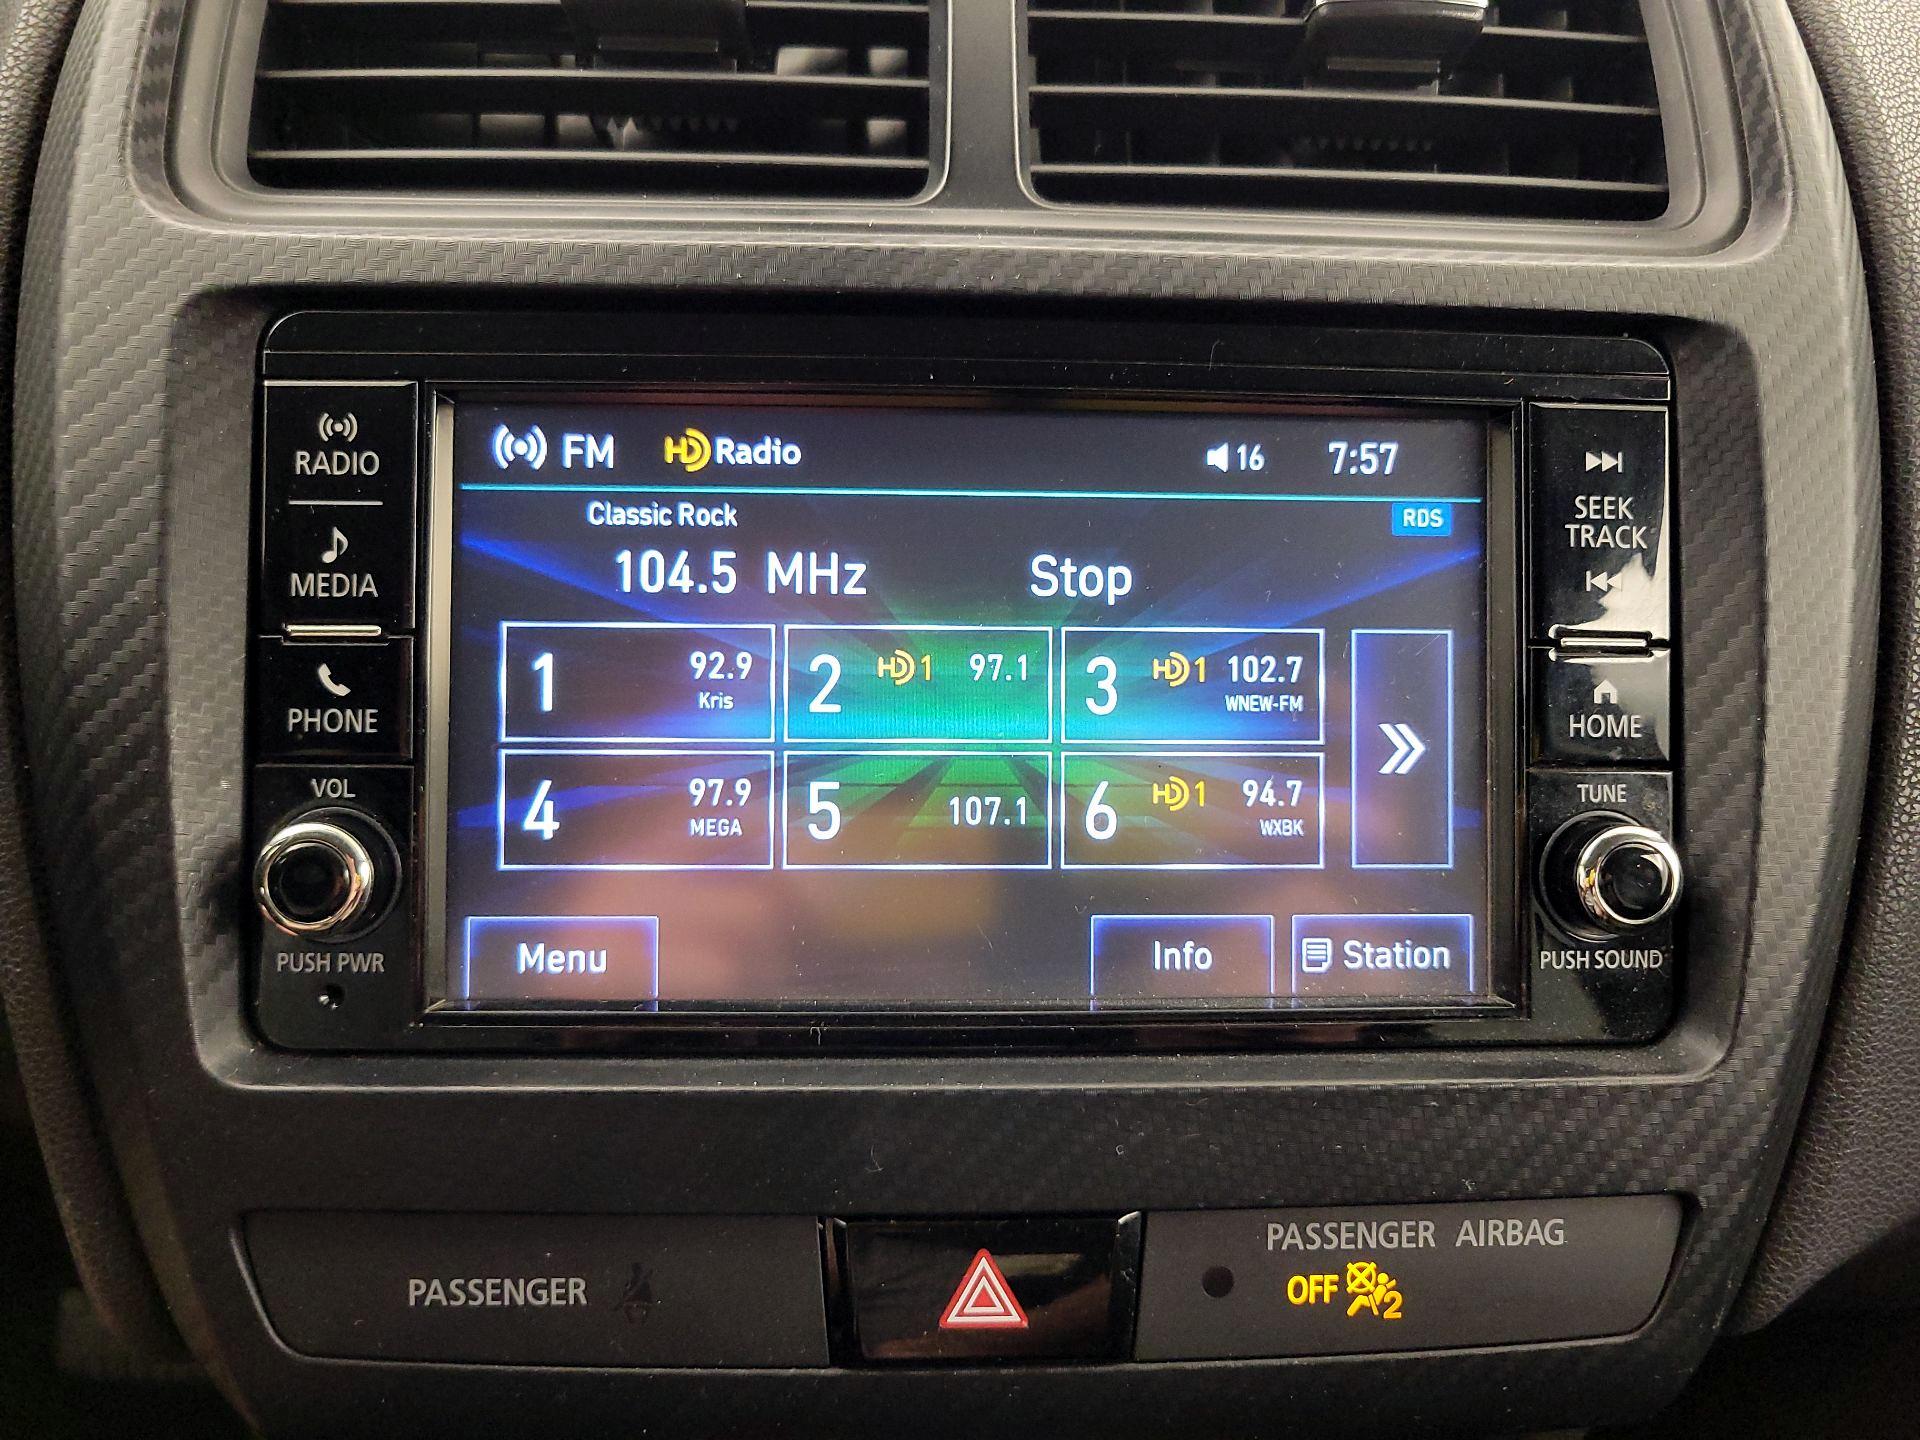 RADIO
MEDIA
PHONE
VOL
PUSH PWR
FM HD Radio 16 7:57
Classic Rock RDS
104.5 MHz Stop
1 92.9
Kris
2 HD1 97.1
3 HD1 102.7
WNEW-FM
4 97.9
MEGA
5 107.1
6 HD1 94.7
WXBK
Menu Info Station
SEEK
TRACK
HOME
TUNE
PUSH SOUND
PASSENGER
PASSENGER AIRBAG
OFF 2